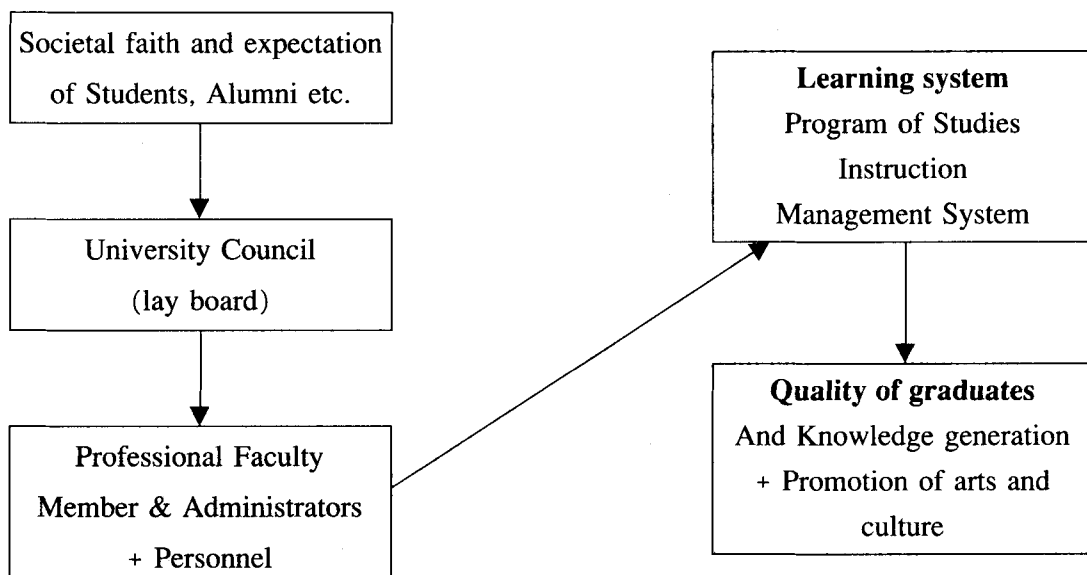 Societal faith and expectation
of Students, Alumni etc.
University Council
(lay board)
Professional Faculty
Member & Administrators
+ Personnel
Learning system
Program of Studies
Instruction
Management System
Quality of graduates
And Knowledge generation
+ Promotion of arts and
culture